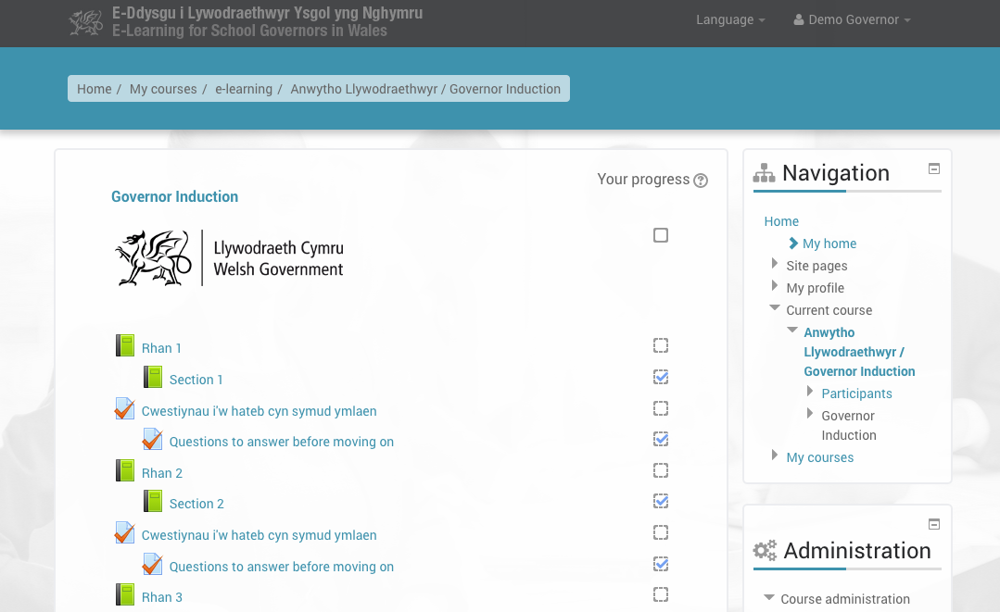 E-Ddysgu i Lywodraethwyr Ysgol yng Nghymru
E-Learning for School Governors in Wales
Language
Demo Governor
Home / My courses / e-learning / Anwytho Llywodraethwyr / Governor Induction
Your progress
Governor Induction
Llywodraeth Cymru
Welsh Government
Rhan 1
Section 1
Cwestiynau i'w hateb cyn symud ymlaen
Questions to answer before moving on
Rhan 2
Section 2
Cwestiynau i'w hateb cyn symud ymlaen
Questions to answer before moving on
Rhan 3
Navigation
Home
My home
Site pages
My profile
Current course
Anwytho
Llywodraethwyr /
Governor Induction
Participants
Governor
Induction
My courses
Administration
Course administration